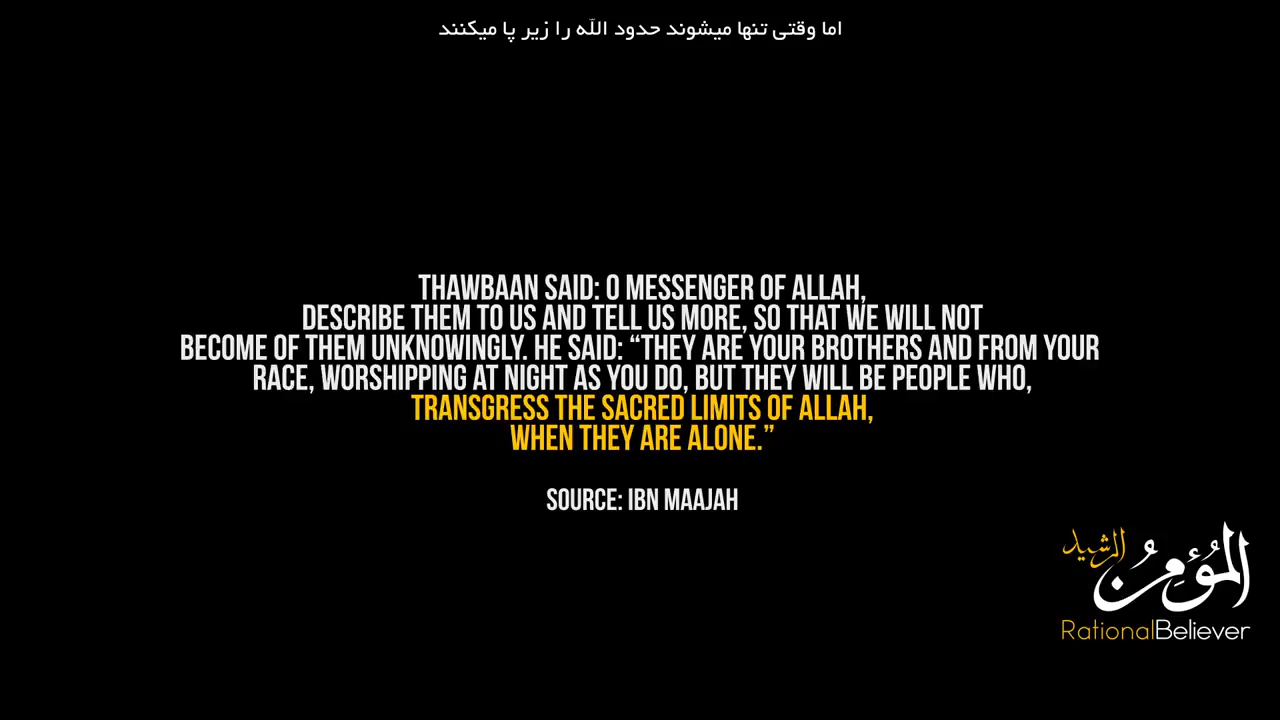 اما وقتی تنها میشوند حدود الله را زیر پا میکنند
THAWBAAN SAID: O MESSENGER OF ALLAH,
DESCRIBE THEM TO US AND TELL US MORE, SO THAT WE WILL NOT
BECOME OF THEM UNKNOWINGLY. HE SAID: “THEY ARE YOUR BROTHERS AND FROM YOUR
RACE, WORSHIPPING AT NIGHT AS YOU DO, BUT THEY WILL BE PEOPLE WHO,
TRANSGRESS THE SACRED LIMITS OF ALLAH,
WHEN THEY ARE ALONE.”
SOURCE: IBN MAAJAH
المُؤمِنُ الرشيد
RationalBeliever